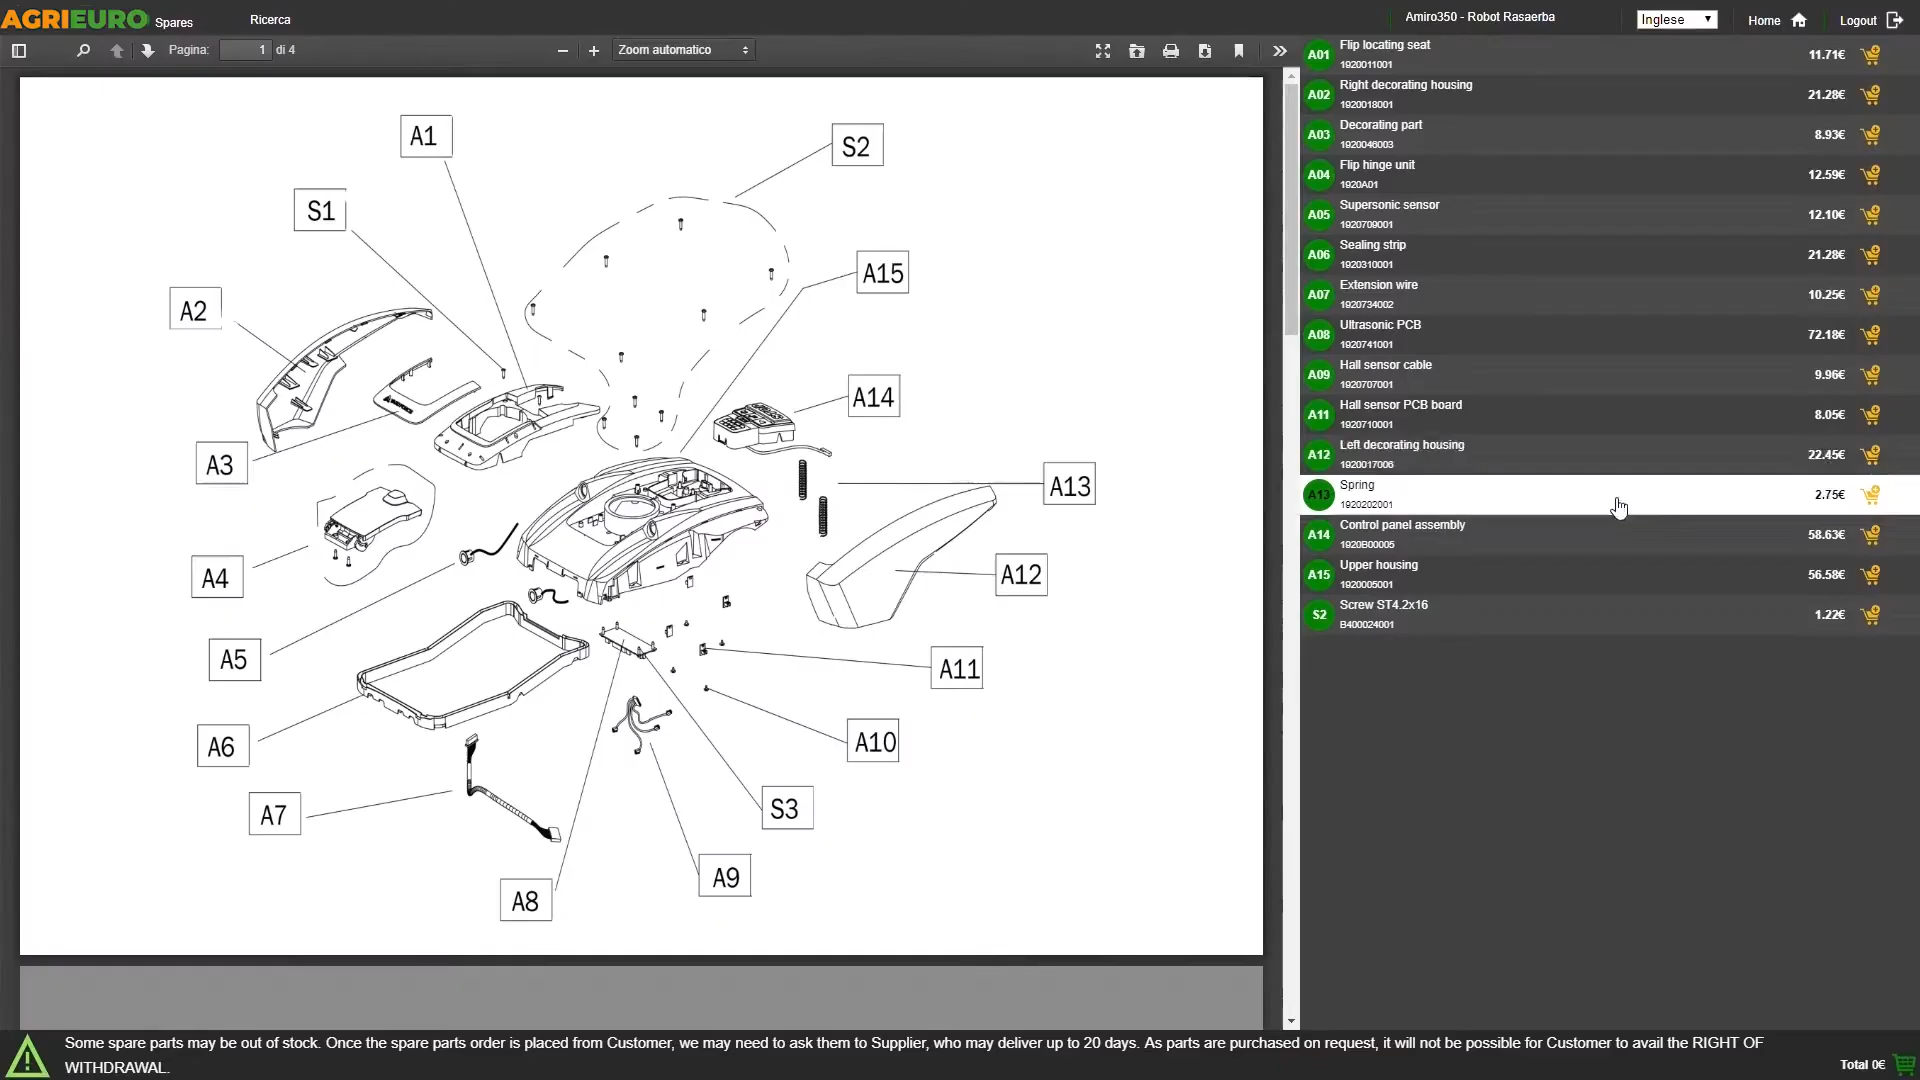 AGRIEURO Spares
Ricerca
Amiro350 - Robot Rasaerba
Inglese
Home
Logout
Pagina: 1 di 4
Zoom automatico
A1
S2
S1
A15
A2
A14
A3
A13
A4
A12
A5
A11
A6
A10
A7
S3
A9
A8
A01 Flip locating seat 11.71€
1920011001
A02 Right decorating housing 21.28€
1920018001
A03 Decorating part 8.93€
1920046003
A04 Flip hinge unit 12.59€
1920A01
A05 Supersonic sensor 12.10€
1920709001
A06 Sealing strip 21.28€
1920310001
A07 Extension wire 10.25€
1920734002
A08 Ultrasonic PCB 72.18€
1920741001
A09 Hall sensor cable 9.96€
1920707001
A11 Hall sensor PCB board 8.05€
1920710001
A12 Left decorating housing 22.45€
1920017006
A13 Spring 2.75€
1920202001
A14 Control panel assembly 58.63€
1920B00005
A15 Upper housing 56.58€
1920005001
S2 Screw ST4.2x16 1.22€
B400024001
Some spare parts may be out of stock. Once the spare parts order is placed from Customer, we may need to ask them to Supplier, who may deliver up to 20 days. As parts are purchased on request, it will not be possible for Customer to avail the RIGHT OF
WITHDRAWAL.
Total 0€